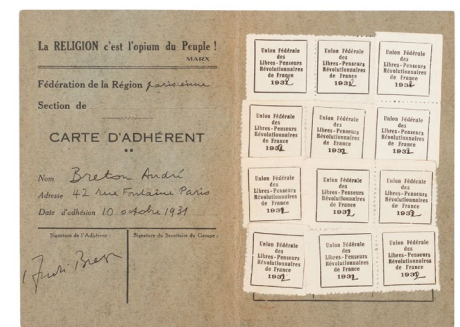 La RELIGION c'est l'opium du Peuple !
MARX
Fédération de la Région parisienne
Section de
CARTE D'ADHÉRENT
Nom Breton André
Adresse 42 rue Fontaine Paris
Date d'adhésion 10 octobre 1931
Signature de l'Adhérent :
Signature du Secrétaire du Groupe :
André Breton
Union Fédérale
des
Libres-Penseurs
Révolutionnaires
de France
1932
Union Fédérale
des
Libres-Penseurs
Révolutionnaires
de France
1932
Union Fédérale
des
Libres-Penseurs
Révolutionnaires
de France
1932
Union Fédérale
des
Libres-Penseurs
Révolutionnaires
de France
1932
Union Fédérale
des
Libres-Penseurs
Révolutionnaires
de France
1932
Union Fédérale
des
Libres-Penseurs
Révolutionnaires
de France
1932
Union Fédérale
des
Libres-Penseurs
Révolutionnaires
de France
1932
Union Fédérale
des
Libres-Penseurs
Révolutionnaires
de France
1932
Union Fédérale
des
Libres-Penseurs
Révolutionnaires
de France
1932
Union Fédérale
des
Libres-Penseurs
Révolutionnaires
de France
1932
Union Fédérale
des
Libres-Penseurs
Révolutionnaires
de France
1932
Union Fédérale
des
Libres-Penseurs
Révolutionnaires
de France
1932